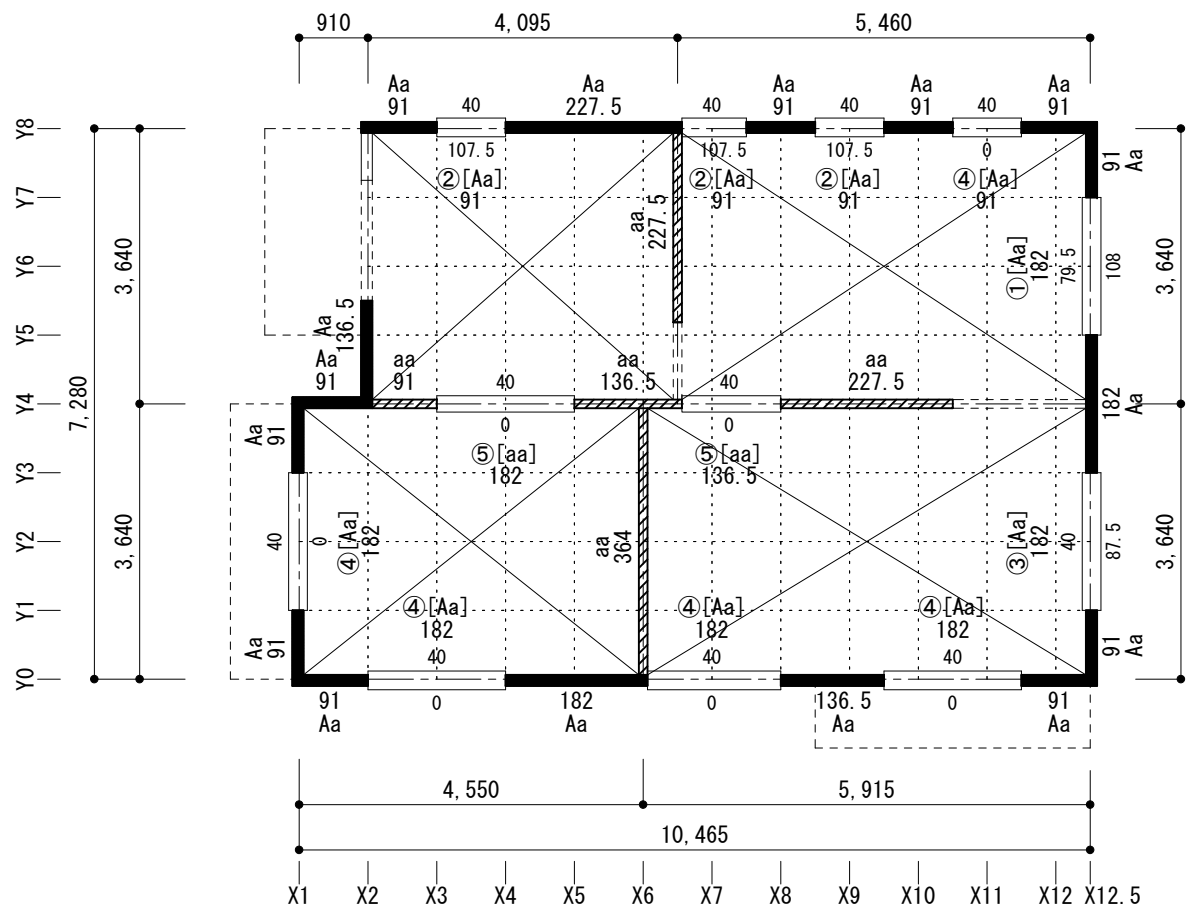 910
4,095
5,460
Aa
91
40
Aa
227.5
40
Aa
91
40
Aa
91
40
Aa
91
Y8
107.5
107.5
107.5
0
②[Aa]
91
②[Aa]
91
②[Aa]
91
④[Aa]
91
91
Aa
Y7
aa
227.5
3,640
Y6
①[Aa]
182
79.5
108
3,640
Y5
Aa
136.5
Aa
91
aa
91
40
aa
136.5
40
aa
227.5
7,280
Y4
0
0
182
Aa
Aa
91
⑤[aa]
182
⑤[aa]
136.5
Y3
3,640
Y2
40
0
④[Aa]
182
aa
364
③[Aa]
182
40
87.5
3,640
Y1
④[Aa]
182
④[Aa]
182
④[Aa]
182
Aa
91
91
Aa
40
40
40
Y0
91
Aa
0
182
Aa
0
136.5
Aa
0
91
Aa
4,550
5,915
10,465
X1 X2 X3 X4 X5 X6 X7 X8 X9 X10 X11 X12 X12.5